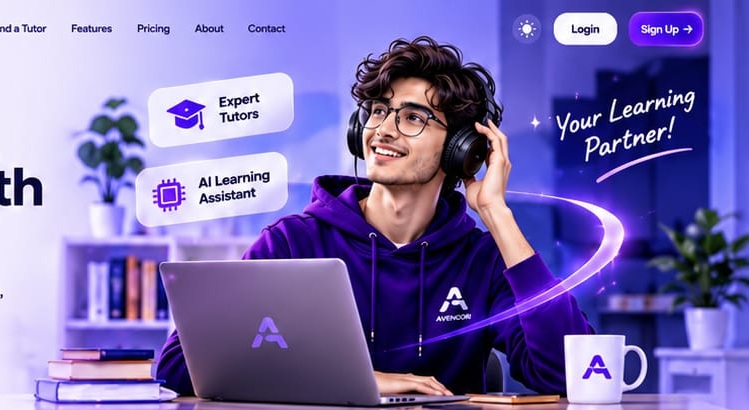 nd a Tutor
Features
Pricing
About
Contact
Login
Sign Up →
Expert
Tutors
AI Learning
Assistant
Your Learning
Partner!
th
,
AVENCORI